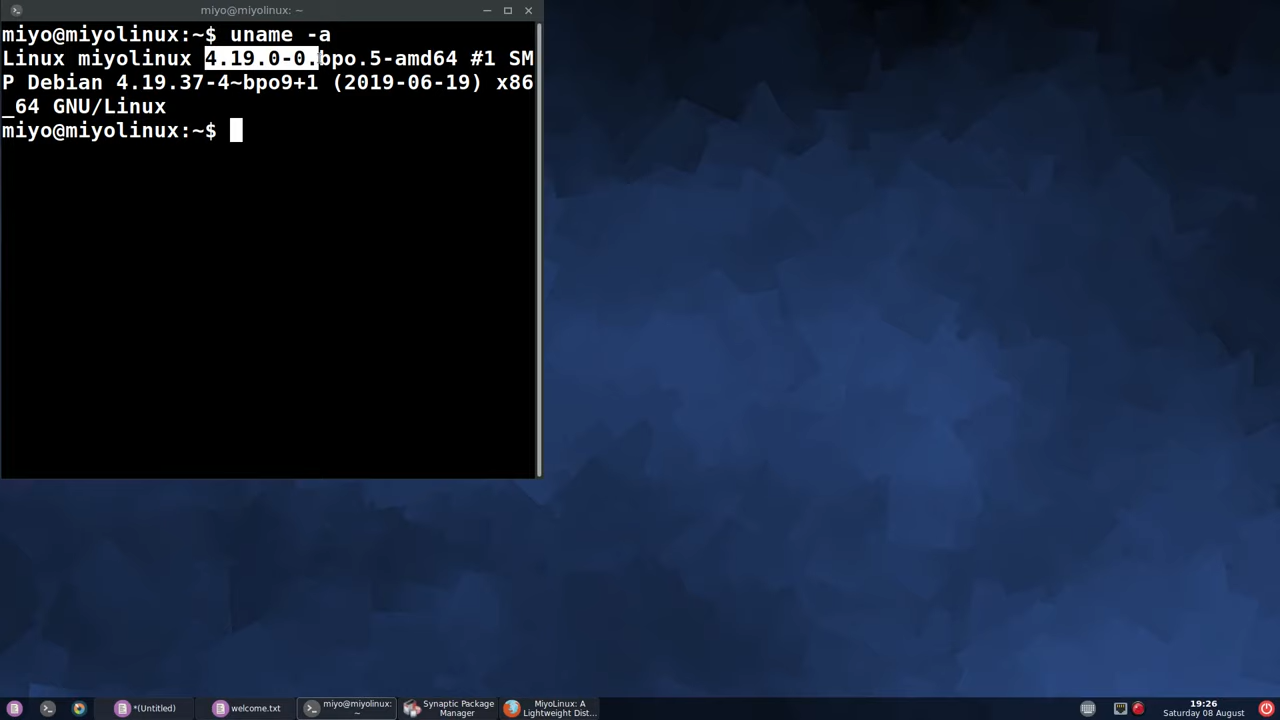 miyo@miyolinux: ~
miyo@miyolinux:~$ uname -a
Linux miyolinux 4.19.0-0.bpo.5-amd64 #1 SM
P Debian 4.19.37-4~bpo9+1 (2019-06-19) x86
_64 GNU/Linux
miyo@miyolinux:~$
*(Untitled)
welcome.txt
miyo@miyolinux:
~
Synaptic Package
Manager
MiyoLinux: A
Lightweight Dist...
19:26
Saturday 08 August